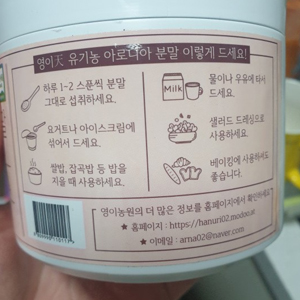 영이天 유기농 아로니아 분말 이렇게 드세요!
하루 1-2 스푼씩 분말
그대로 섭취하세요.
요거트나 아이스크림에
섞어서 드세요.
쌀밥, 잡곡밥 등 밥을
지을 때 사용하세요.
Milk
물이나 우유에 타서
드세요.
샐러드 드레싱으로
사용하세요.
베이킹에 사용하셔도
좋습니다.
영이농원의 더 많은 정보를 홈페이지에서 확인하세요
★ 홈페이지 : https://hanuri02.modoo.at
★ 이메일 : arna02@naver.com